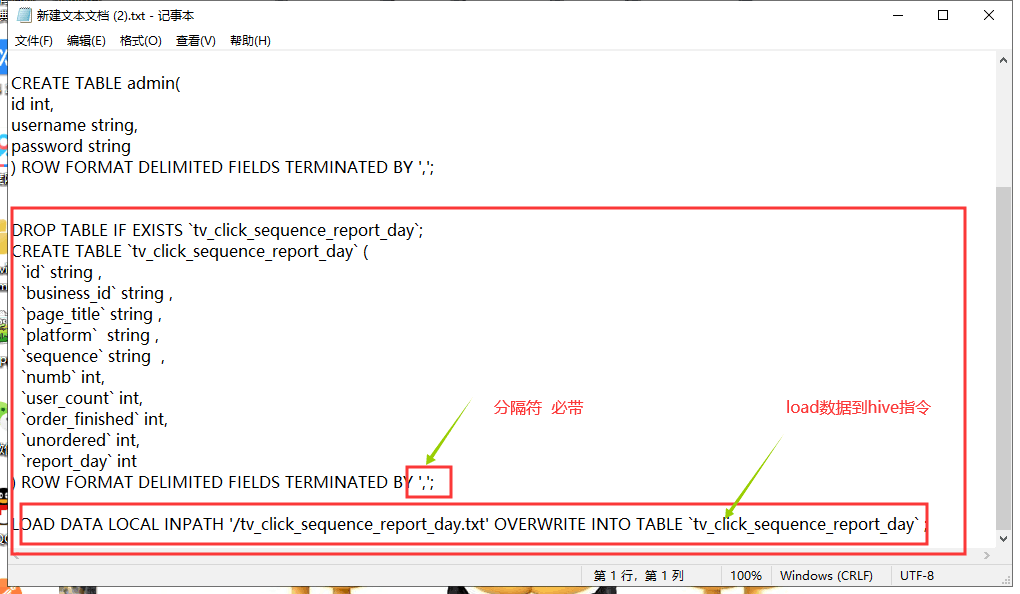 新建文本文档 (2).txt - 记事本
文件(F) 编辑(E) 格式(O) 查看(V) 帮助(H)
CREATE TABLE admin(
id int,
username string,
password string
) ROW FORMAT DELIMITED FIELDS TERMINATED BY ',';
DROP TABLE IF EXISTS `tv_click_sequence_report_day`;
CREATE TABLE `tv_click_sequence_report_day` (
`id` string ,
`business_id` string ,
`page_title` string ,
`platform`  string ,
`sequence` string  ,
`numb` int,
`user_count` int,
`order_finished` int,
`unordered` int,
`report_day` int
) ROW FORMAT DELIMITED FIELDS TERMINATED BY ',';
分隔符 必带
load数据到hive指令
LOAD DATA LOCAL INPATH '/tv_click_sequence_report_day.txt' OVERWRITE INTO TABLE `tv_click_sequence_report_day` ;
第 1 行，第 1 列 100% Windows (CRLF) UTF-8